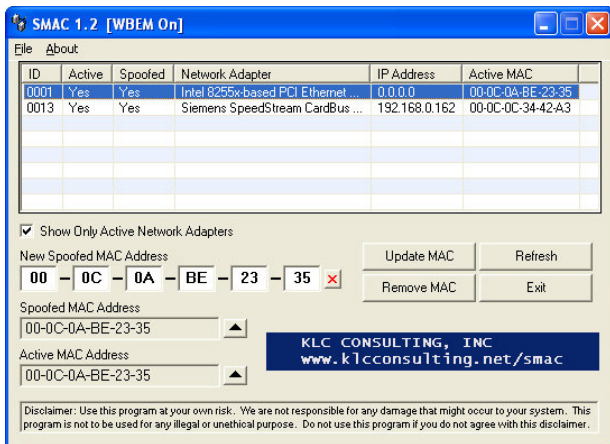 SMAC 1.2 [WBEM On]
File About
ID Active Spoofed Network Adapter IP Address Active MAC
0001 Yes Yes Intel 8255x-based PCI Ethernet ... 0.0.0.0 00-0C-0A-BE-23-35
0013 Yes Yes Siemens SpeedStream CardBus ... 192.168.0.162 00-0C-0C-34-42-A3
Show Only Active Network Adapters
New Spoofed MAC Address
00 - 0C - 0A - BE - 23 - 35
Update MAC Refresh
Remove MAC Exit
Spoofed MAC Address
00-0C-0A-BE-23-35
Active MAC Address
00-0C-0A-BE-23-35
KLC CONSULTING, INC
www.klcconsulting.net/smac
Disclaimer: Use this program at your own risk. We are not responsible for any damage that might occur to your system. This
program is not to be used for any illegal or unethical purpose. Do not use this program if you do not agree with this disclaimer.